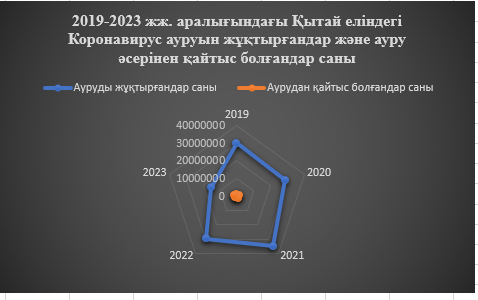 2019-2023 жж. аралығындағы Қытай еліндегі
Коронавирус ауруын жұқтырғандар және ауру
әсерінен қайтыс болғандар саны
Ауруды жұқтырғандар саны
Аурудан қайтыс болғандар саны
2019
40000000
30000000
20000000
10000000
0
2023
2020
2022
2021